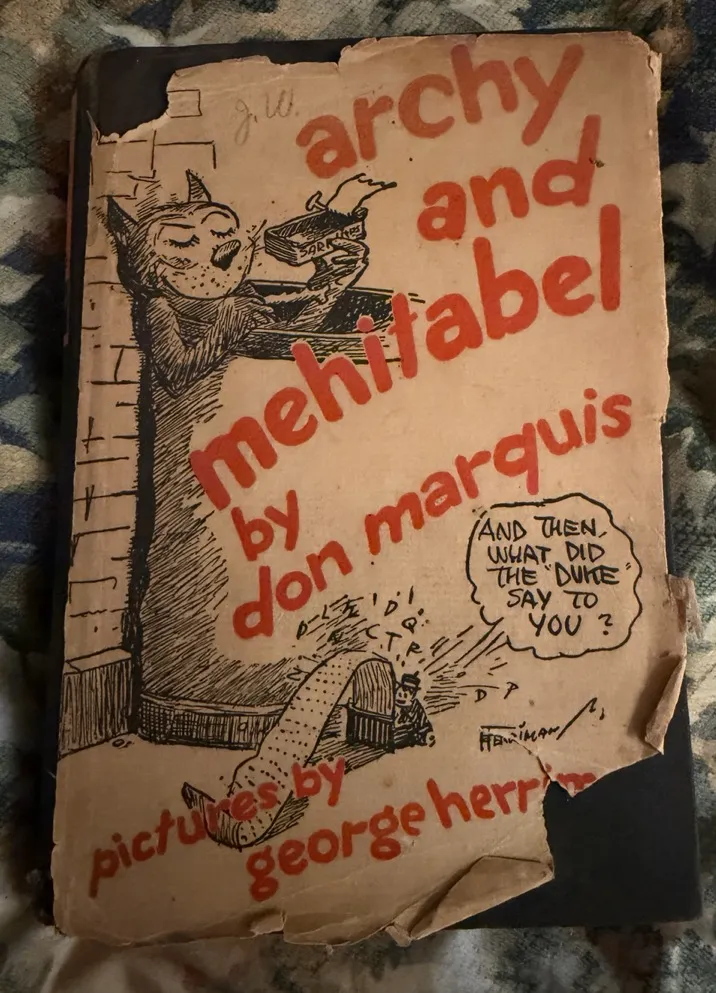 J.W.
archy
and
mehitabel
by
don marquis
AND THEN,
WHAT DID
THE "DUKE"
SAY TO
YOU?
HERRIMAN
pictures by
george herrim